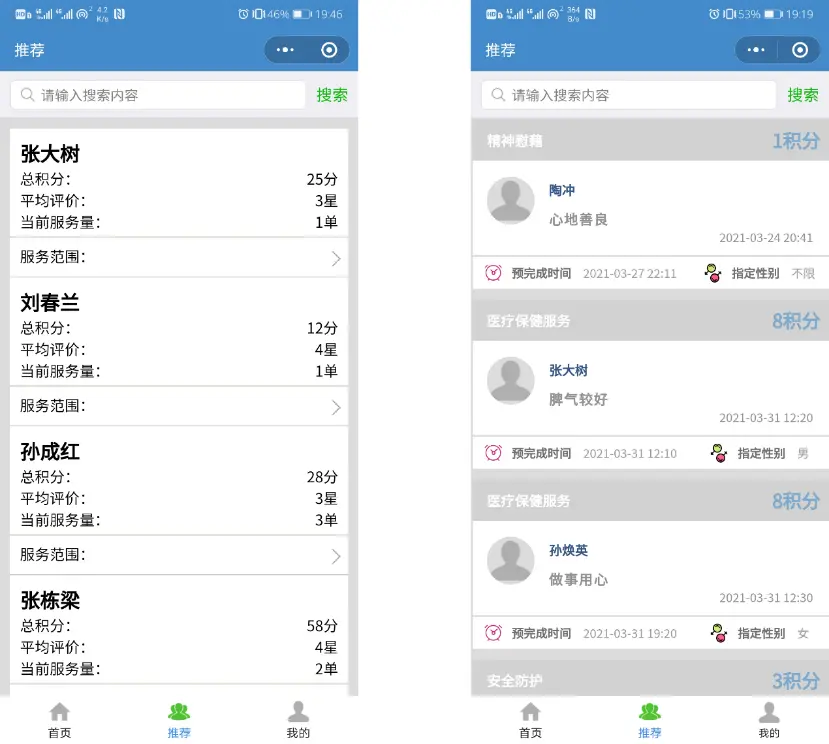 46% 19:46
推荐
请输入搜索内容 搜索
张大树
总积分: 25分
平均评价: 3星
当前服务量: 1单
服务范围:
刘春兰
总积分: 12分
平均评价: 4星
当前服务量: 1单
服务范围:
孙成红
总积分: 28分
平均评价: 3星
当前服务量: 3单
服务范围:
张栋梁
总积分: 58分
平均评价: 4星
当前服务量: 2单
首页 推荐 我的
53% 19:19
推荐
请输入搜索内容 搜索
精神慰藉 1积分
陶冲
心地善良
2021-03-24 20:41
预完成时间 2021-03-27 22:11 指定性别 不限
医疗保健服务 8积分
张大树
脾气较好
2021-03-31 12:20
预完成时间 2021-03-31 12:10 指定性别 男
医疗保健服务 8积分
孙焕英
做事用心
2021-03-31 12:30
预完成时间 2021-03-31 19:20 指定性别 女
安全防护 3积分
首页 推荐 我的